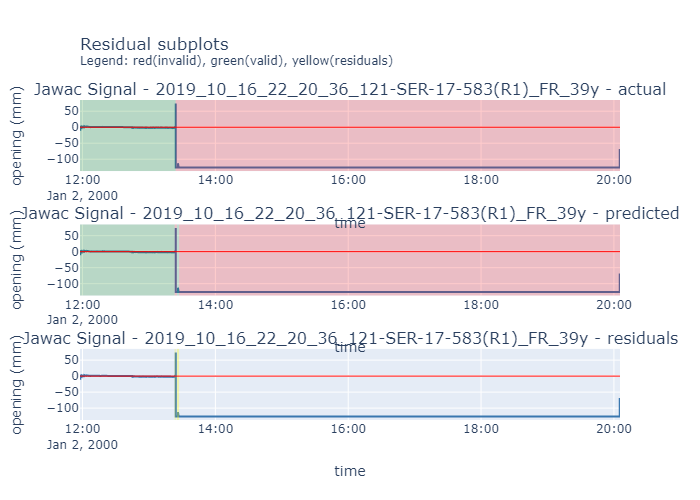 Residual subplots
Legend: red(invalid), green(valid), yellow(residuals)
Jawac Signal - 2019_10_16_22_20_36_121-SER-17-583(R1)_FR_39y - actual
opening (mm)
50
0
−50
−100
12:00
14:00
16:00
18:00
20:00
Jan 2, 2000
time
Jawac Signal - 2019_10_16_22_20_36_121-SER-17-583(R1)_FR_39y - predicted
opening (mm)
50
0
−50
−100
12:00
14:00
16:00
18:00
20:00
Jan 2, 2000
time
Jawac Signal - 2019_10_16_22_20_36_121-SER-17-583(R1)_FR_39y - residuals
opening (mm)
50
0
−50
−100
12:00
14:00
16:00
18:00
20:00
Jan 2, 2000
time